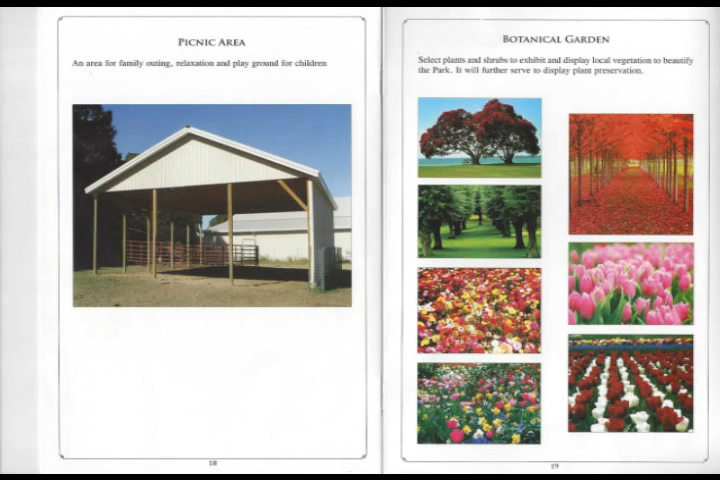 PICNIC AREA
An area for family outing, relaxation and play ground for children
18
BOTANICAL GARDEN
Select plants and shrubs to exhibit and display local vegetation to beautify
the Park. It will further serve to display plant preservation.
19